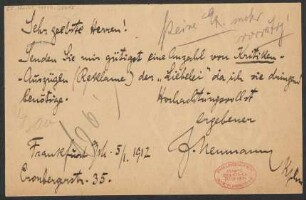 Sehr geehrte Herren!
Keine Ex. mehr
vorrätig
Senden Sie mir gütigst eine Anzahl von Kritiken-
Auszügen (Reklame) der „Liebelei" da ich sie dringend
benötige.
Hochachtungsvollst
ergebener
F. Neumann
Frankfurt a/M. 5/1. 1912
Cronbergerstr. 35.